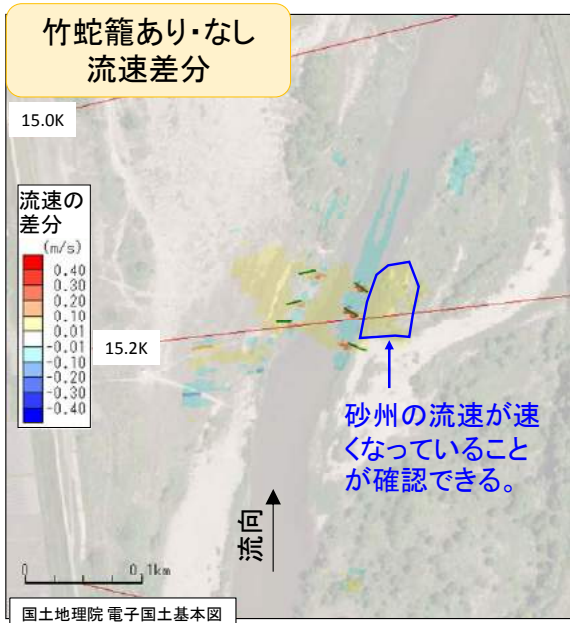 竹蛇籠あり・なし
流速差分
15.0K
流速の
差分
(m/s)
0.40
0.30
0.20
0.10
0.01
-0.01
-0.10
-0.20
-0.30
-0.40
15.2K
砂州の流速が速
くなっていること
が確認できる。
流向
0 0.1km
国土地理院 電子国土基本図